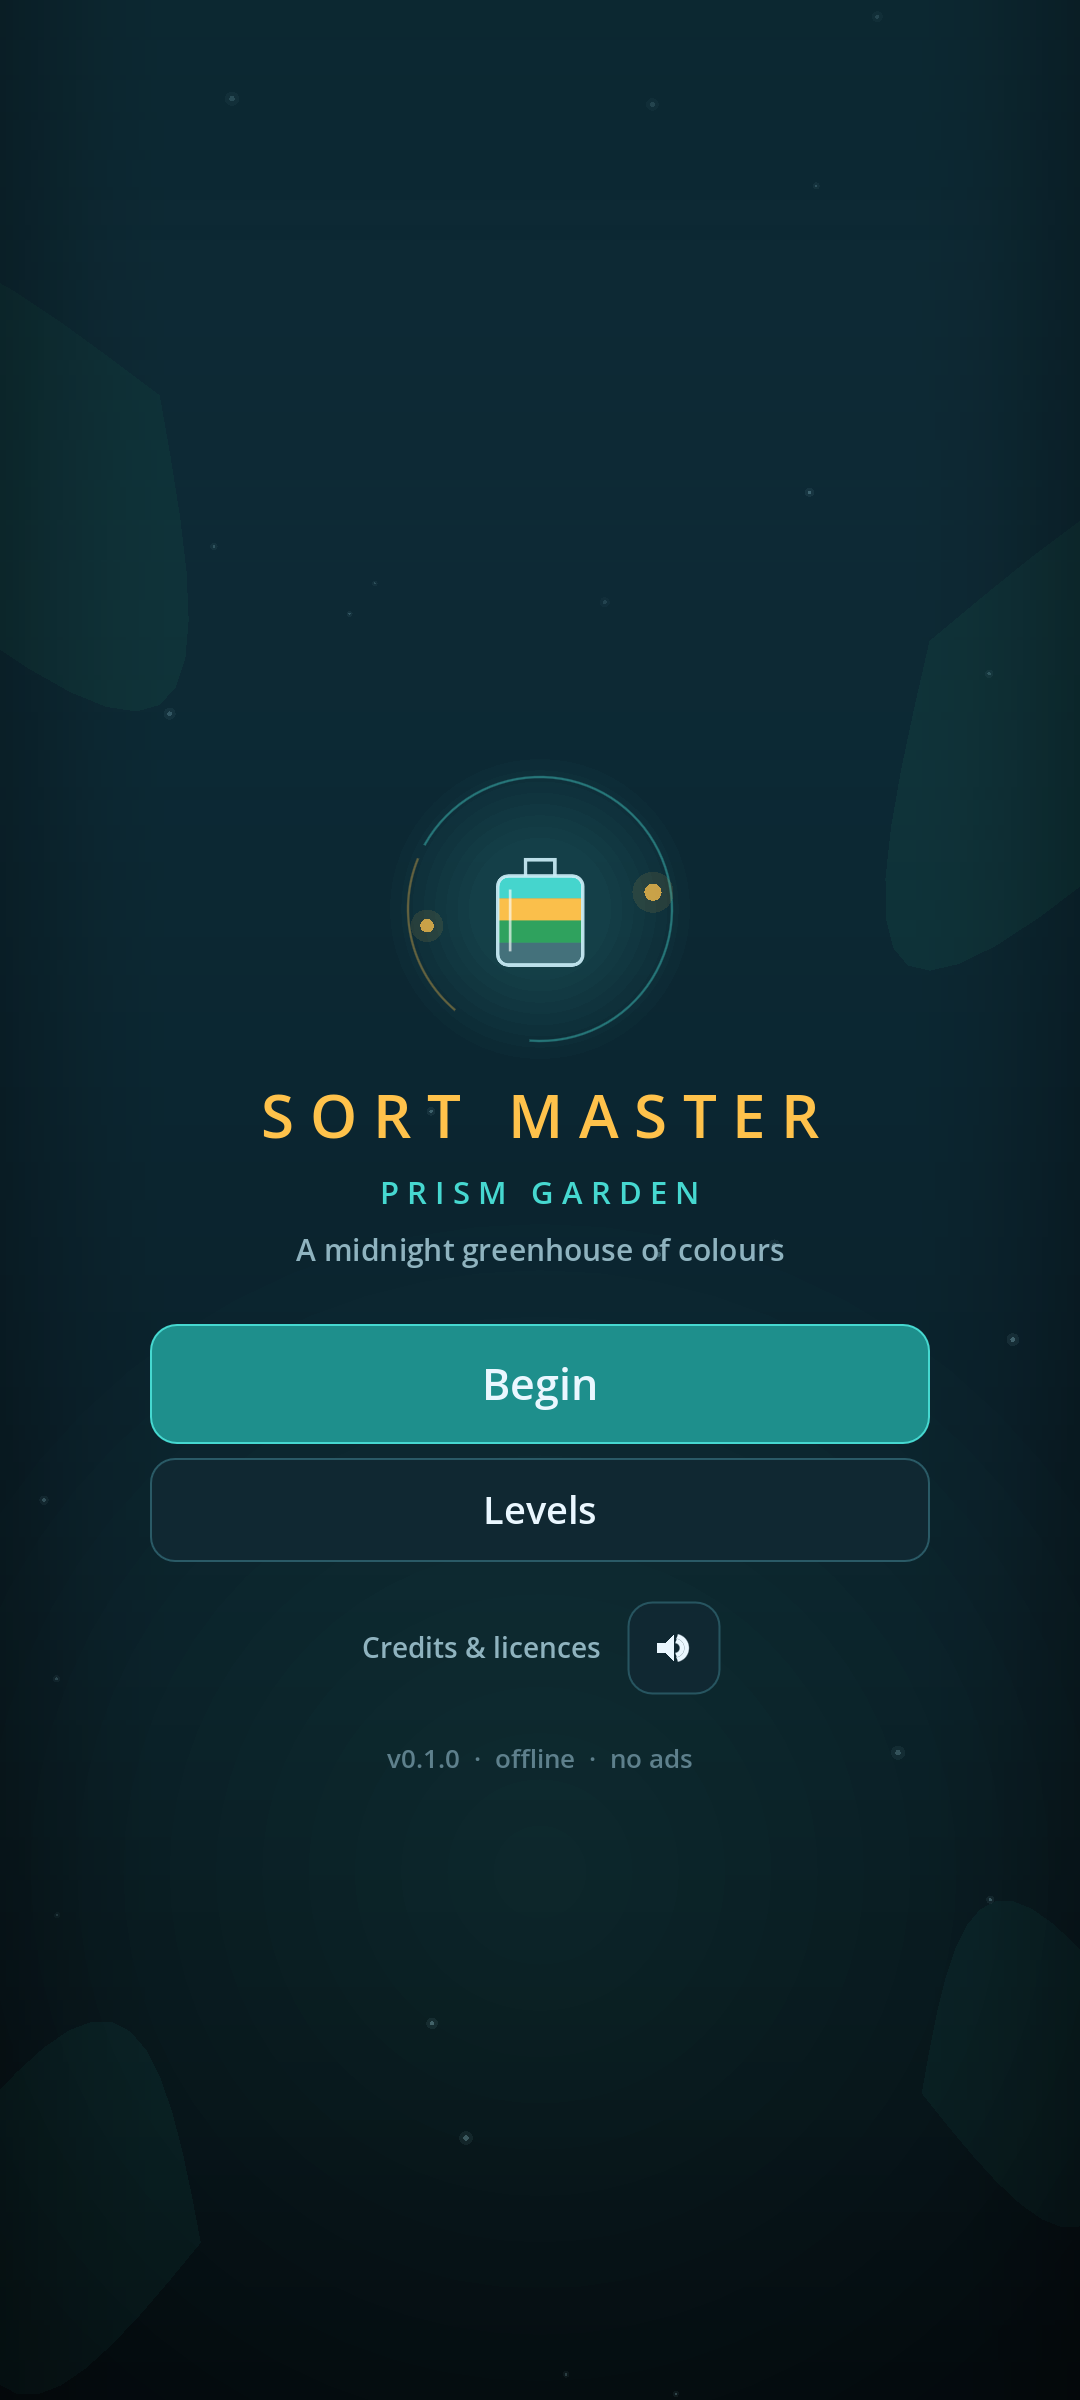 SORT MASTER
PRISM GARDEN
A midnight greenhouse of colours
Begin
Levels
Credits & licences
v0.1.0 · offline · no ads